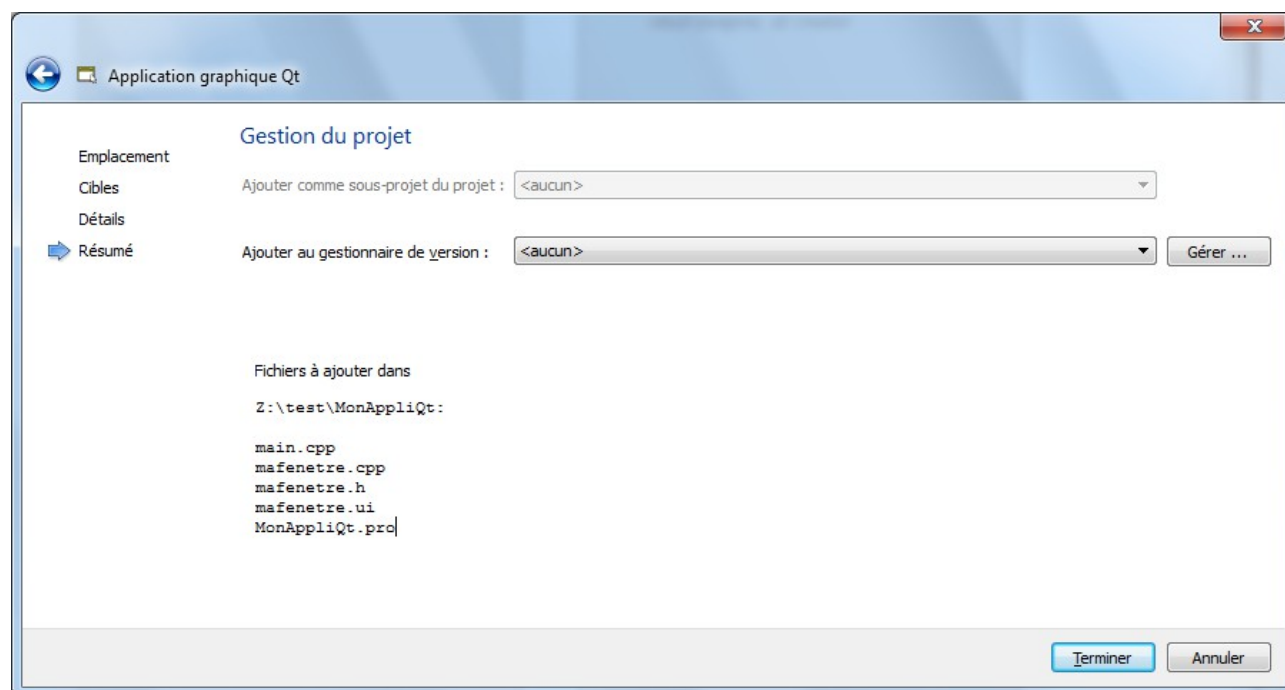 Application graphique Qt
Gestion du projet
Emplacement
Cibles
Détails
Résumé
Ajouter comme sous-projet du projet : <aucun>
Ajouter au gestionnaire de version : <aucun> Gérer ...
Fichiers à ajouter dans
Z:\test\MonAppliQt:
main.cpp
mafenetre.cpp
mafenetre.h
mafenetre.ui
MonAppliQt.pro
Terminer Annuler